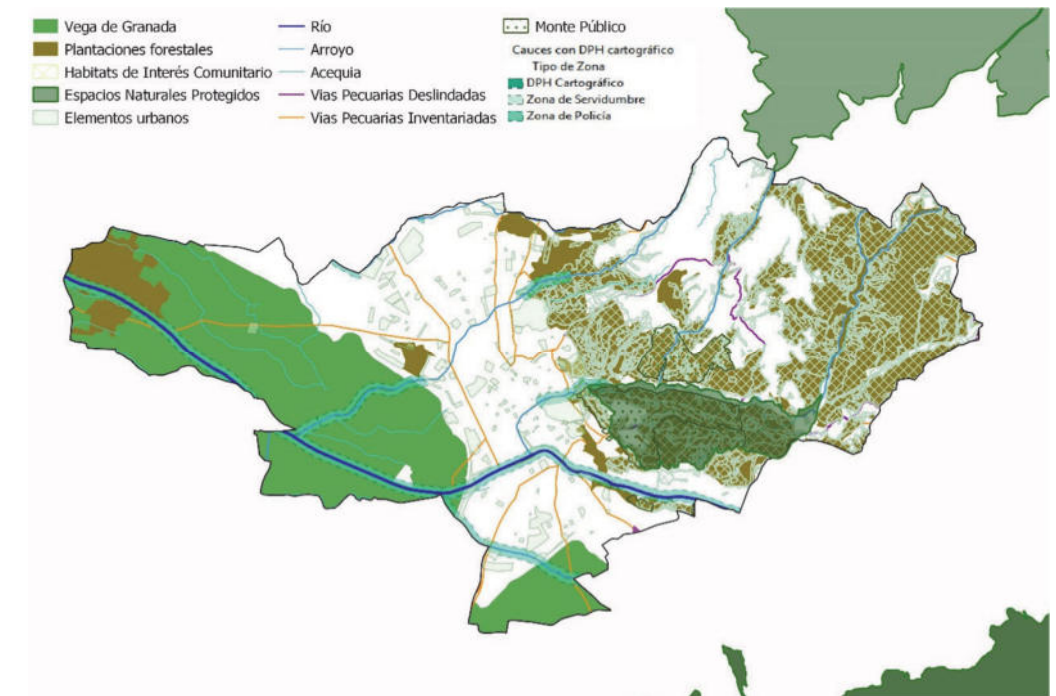 Vega de Granada
Plantaciones forestales
Habitats de Interés Comunitario
Espacios Naturales Protegidos
Elementos urbanos
Río
Arroyo
Acequia
Vias Pecuarias Deslindadas
Vias Pecuarias Inventariadas
Monte Público
Cauces con DPH cartográfico
Tipo de Zona
DPH Cartográfico
Zona de Servidumbre
Zona de Policía